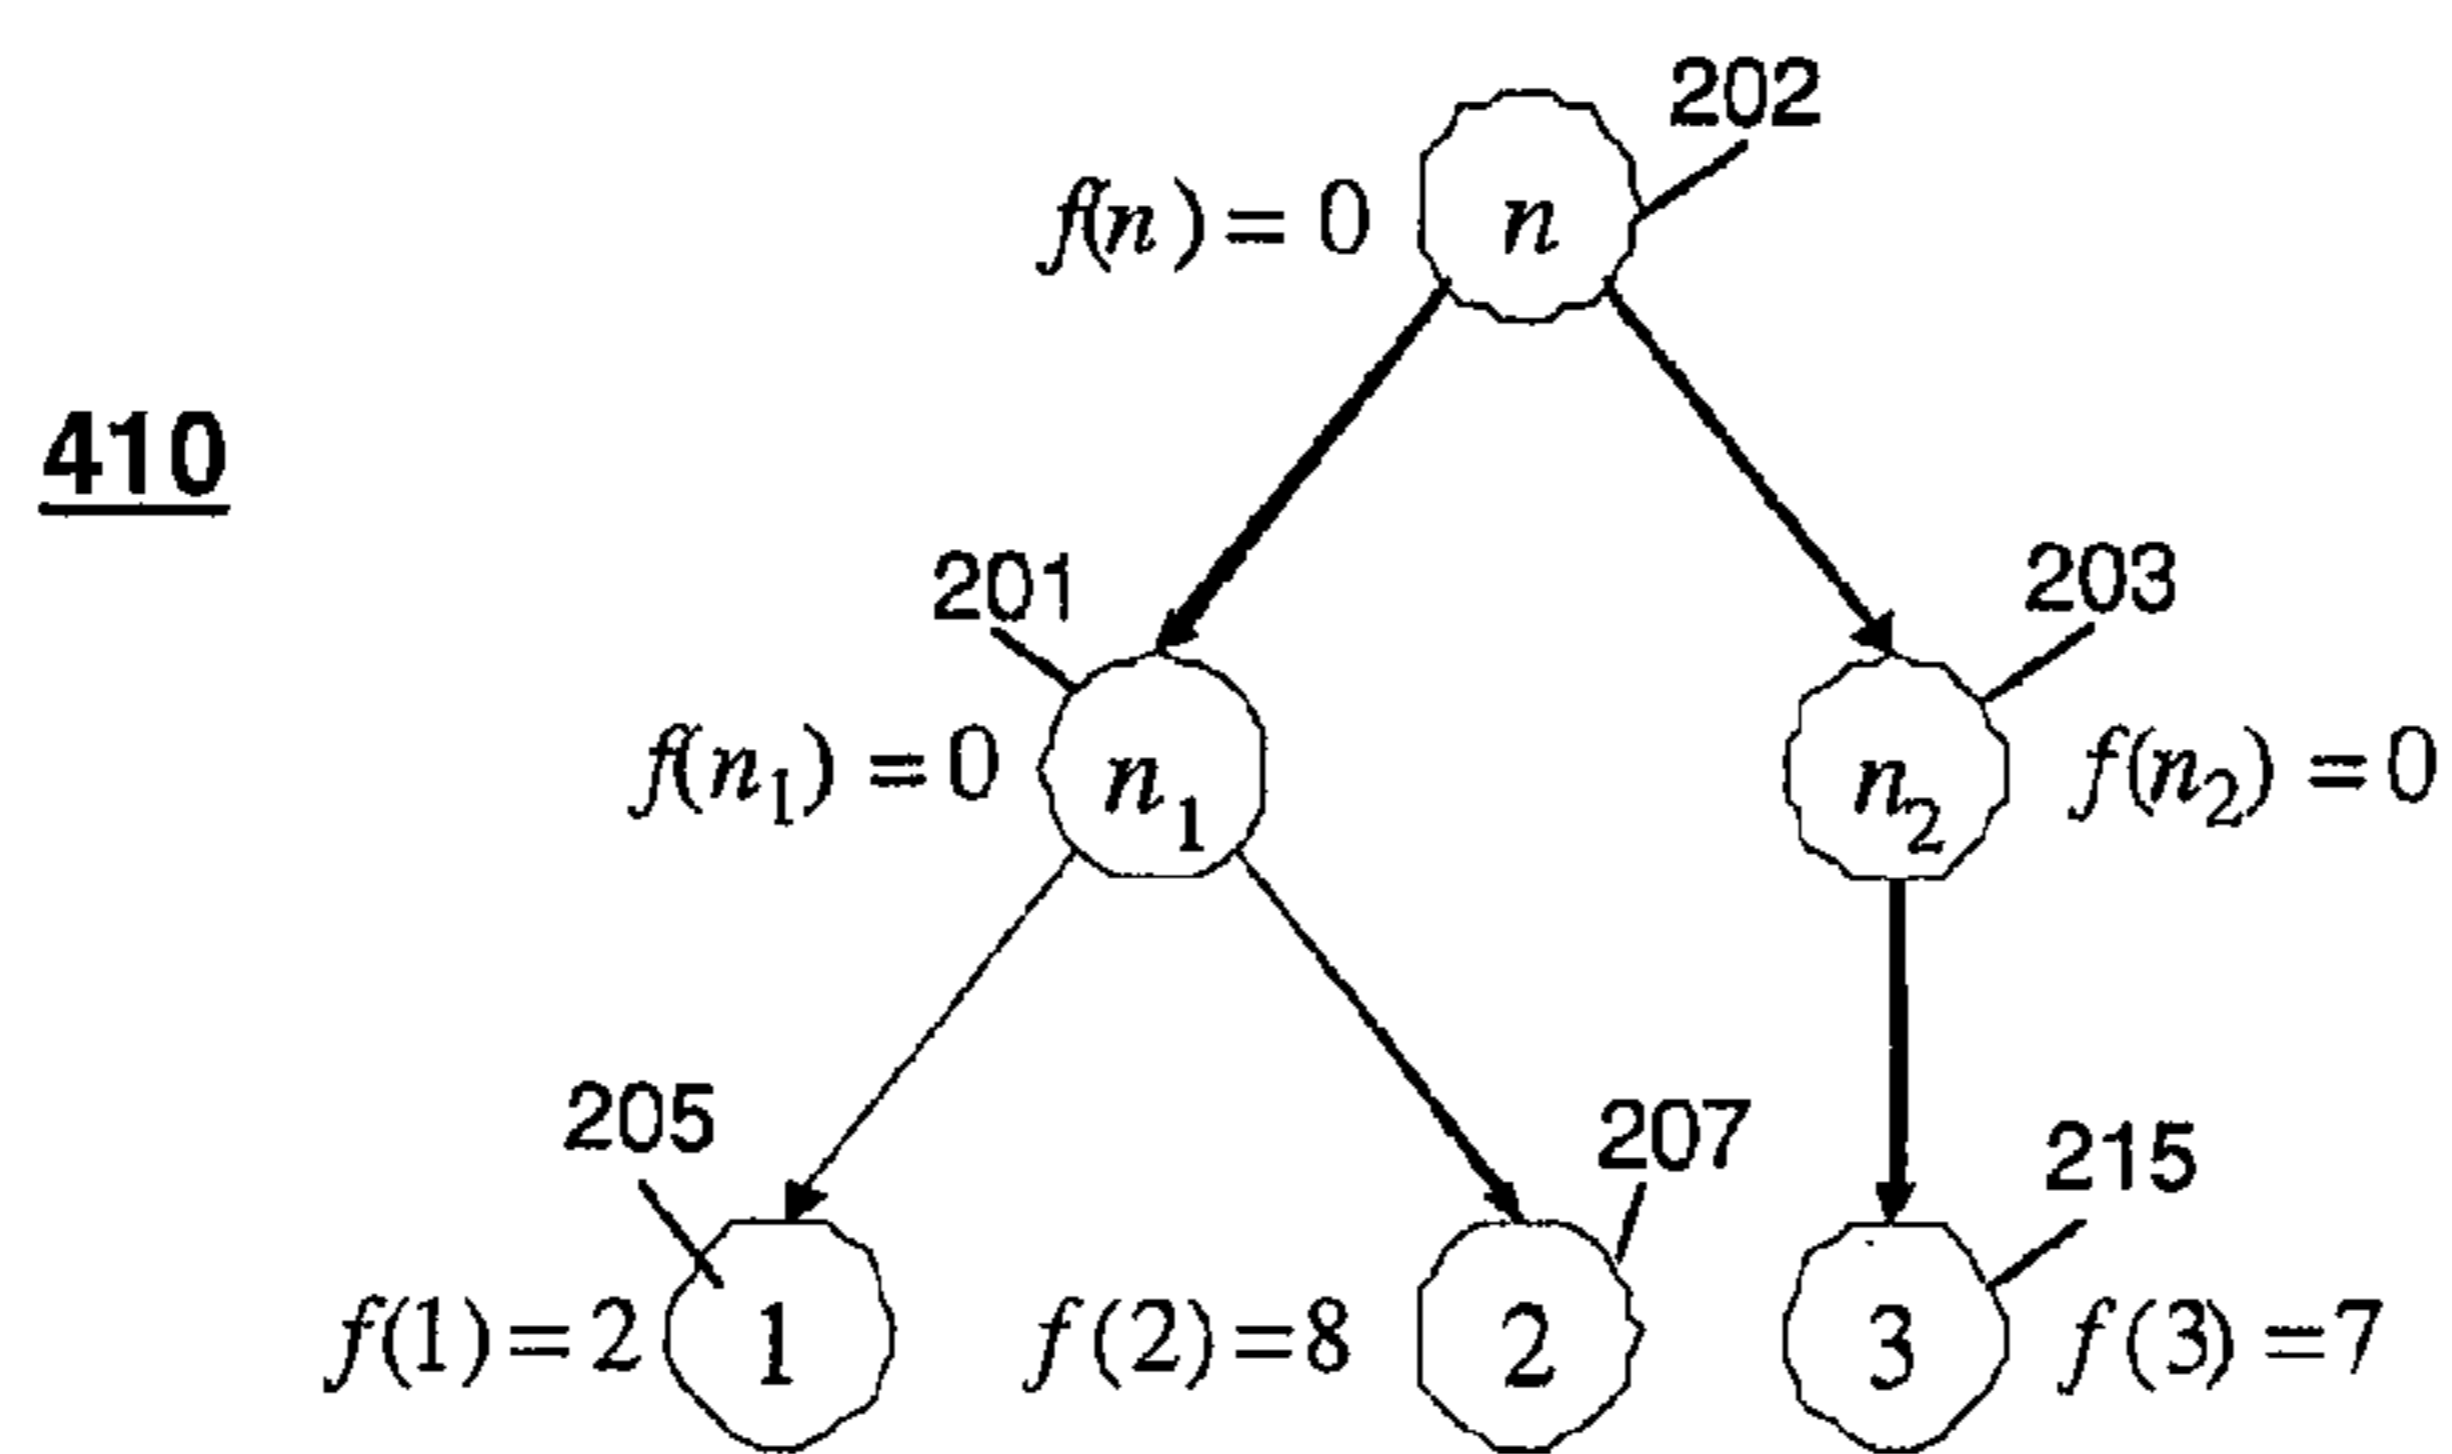 202
f(n) = 0 n
410
201 203
f(n₁) = 0 n₁ n₂ f(n₂) = 0
205 207 215
f(1) = 2 1 f(2) = 8 2 3 f(3) = 7